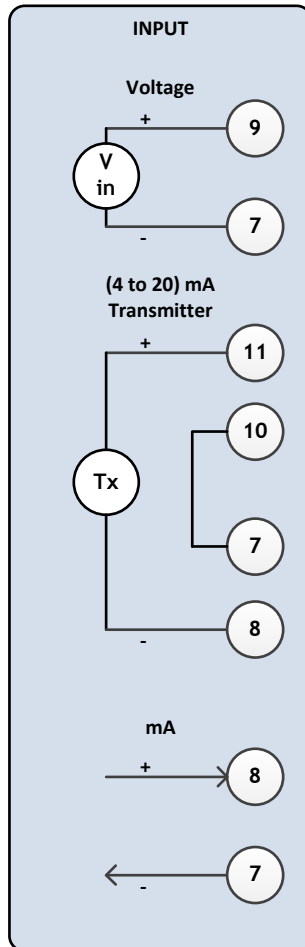 INPUT
Voltage
+
9
V
in
-
7
(4 to 20) mA
Transmitter
+
11
10
Tx
7
-
8
mA
+
8
-
7